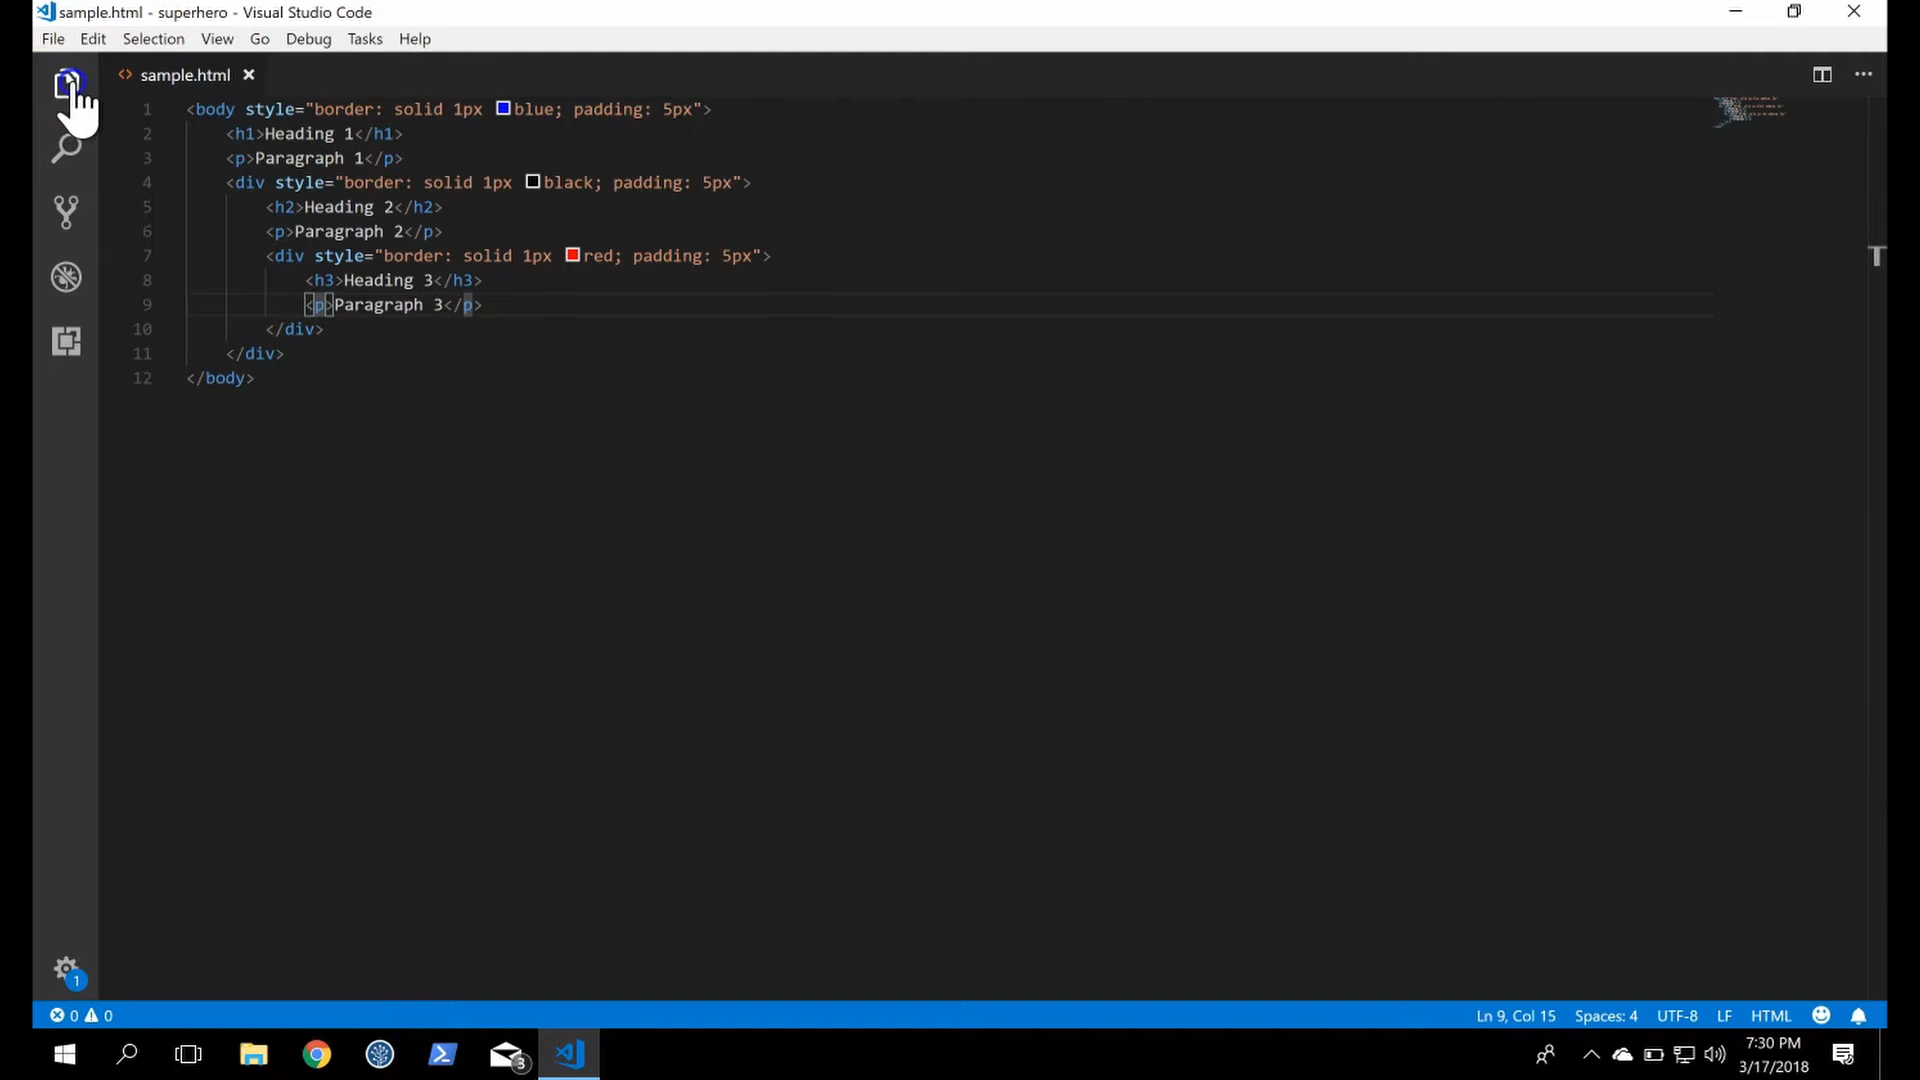 sample.html - superhero - Visual Studio Code
File Edit Selection View Go Debug Tasks Help
<> sample.html
1 <body style="border: solid 1px blue; padding: 5px">
2 <h1>Heading 1</h1>
3 <p>Paragraph 1</p>
4 <div style="border: solid 1px black; padding: 5px">
5 <h2>Heading 2</h2>
6 <p>Paragraph 2</p>
7 <div style="border: solid 1px red; padding: 5px">
8 <h3>Heading 3</h3>
9 <p>Paragraph 3</p>
10 </div>
11 </div>
12 </body>
1
0 0 Ln 9, Col 15 Spaces: 4 UTF-8 LF HTML
3
7:30 PM
3/17/2018